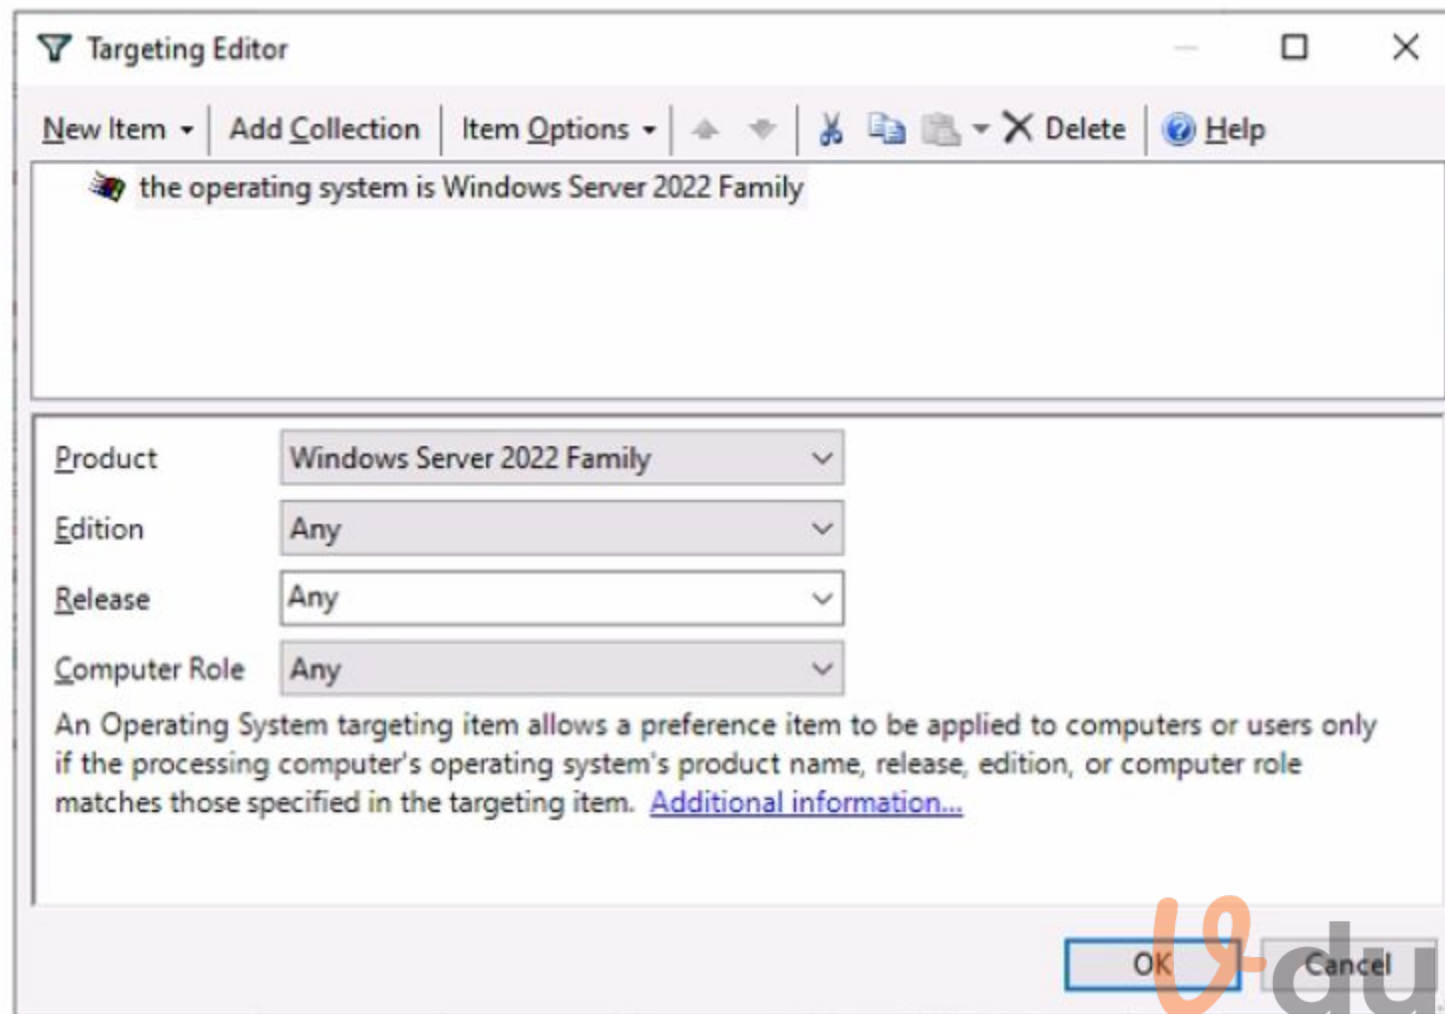 Targeting Editor
New Item Add Collection Item Options Delete Help
the operating system is Windows Server 2022 Family
Product Windows Server 2022 Family
Edition Any
Release Any
Computer Role Any
An Operating System targeting item allows a preference item to be applied to computers or users only
if the processing computer's operating system's product name, release, edition, or computer role
matches those specified in the targeting item. Additional information...
OK Cancel
du